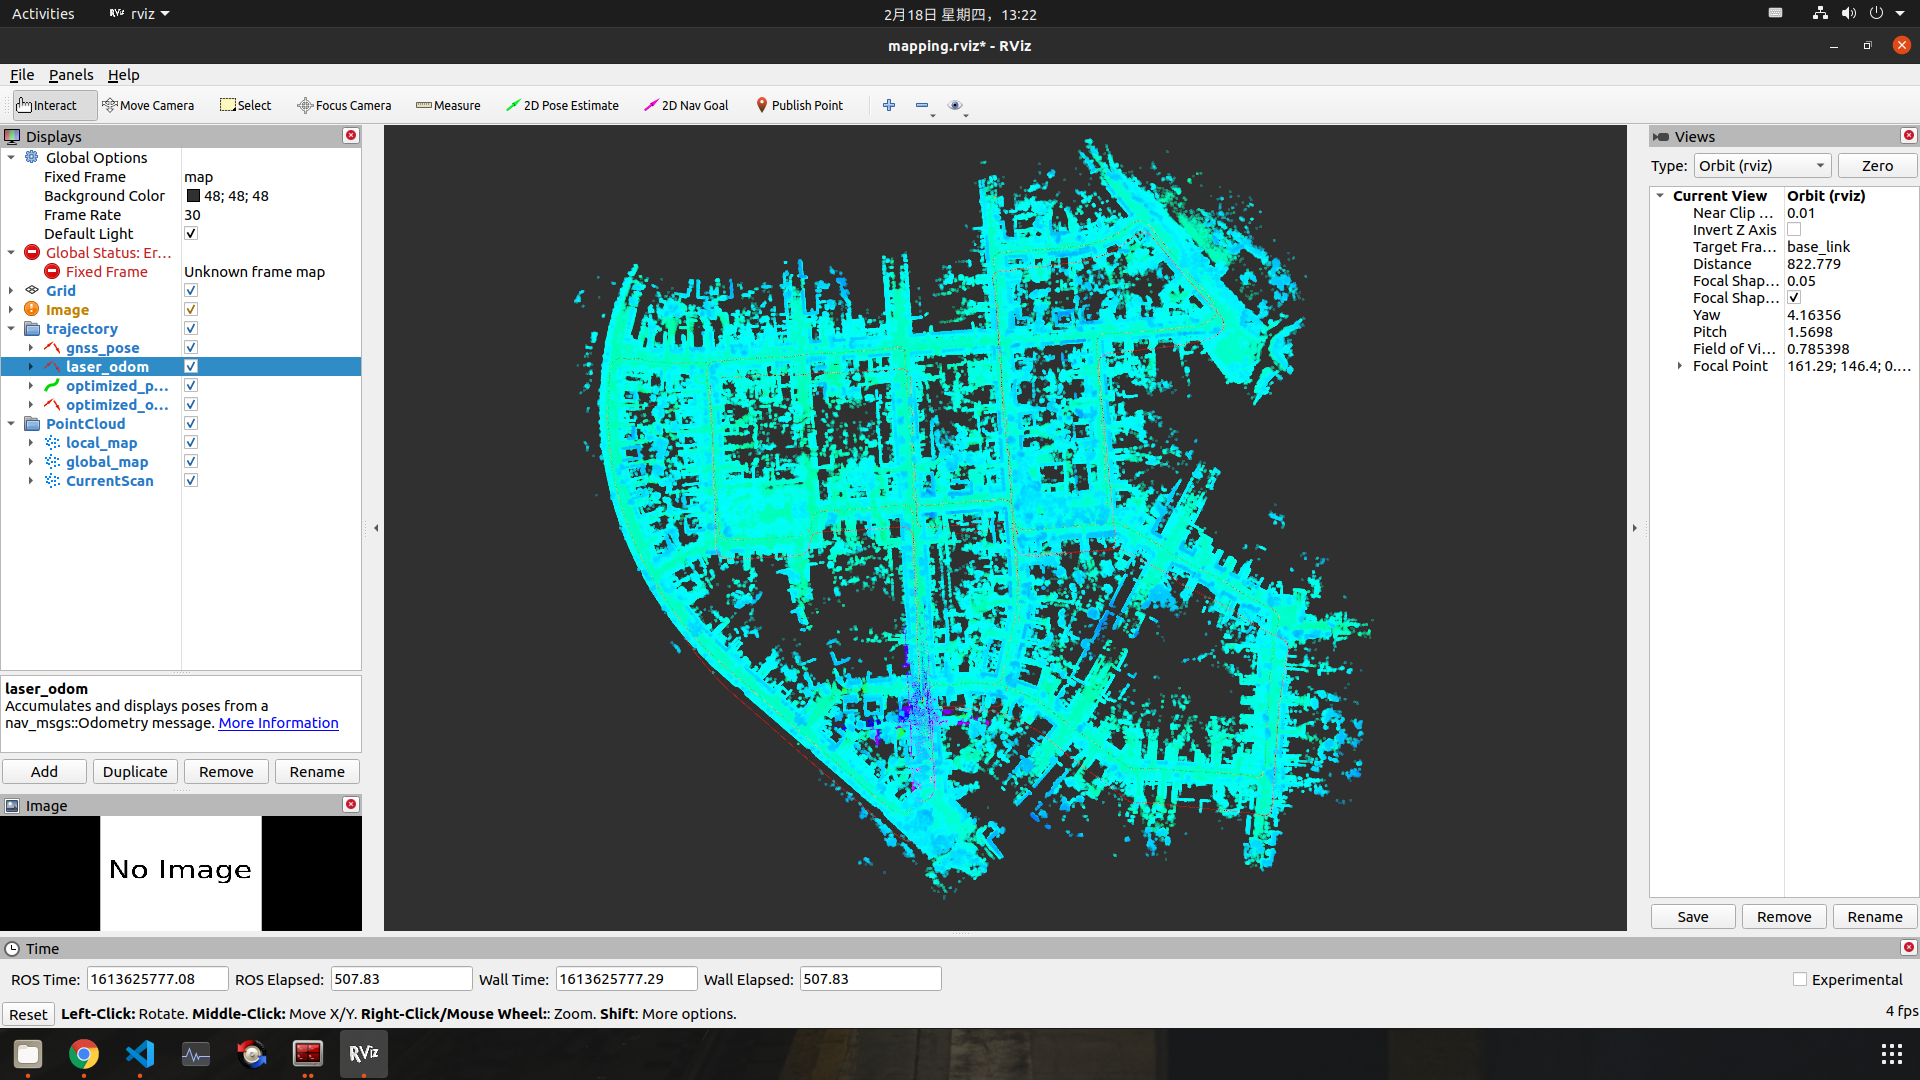 Activities
RViz rviz
2月18日 星期四，13:22
mapping.rviz* - RViz
File Panels Help
Interact Move Camera Select Focus Camera Measure 2D Pose Estimate 2D Nav Goal Publish Point
Displays
Global Options
Fixed Frame map
Background Color 48; 48; 48
Frame Rate 30
Default Light
Global Status: Er...
Fixed Frame Unknown frame map
Grid
Image
trajectory
gnss_pose
laser_odom
optimized_p...
optimized_o...
PointCloud
local_map
global_map
CurrentScan
laser_odom
Accumulates and displays poses from a
nav_msgs::Odometry message. More Information
Add Duplicate Remove Rename
Image
No Image
Views
Type: Orbit (rviz) Zero
Current View Orbit (rviz)
Near Clip ... 0.01
Invert Z Axis
Target Fra... base_link
Distance 822.779
Focal Shap... 0.05
Focal Shap...
Yaw 4.16356
Pitch 1.5698
Field of Vi... 0.785398
Focal Point 161.29; 146.4; 0....
Save Remove Rename
Time
ROS Time: 1613625777.08 ROS Elapsed: 507.83 Wall Time: 1613625777.29 Wall Elapsed: 507.83 Experimental
Reset Left-Click: Rotate. Middle-Click: Move X/Y. Right-Click/Mouse Wheel:: Zoom. Shift: More options. 4 fps
RViz